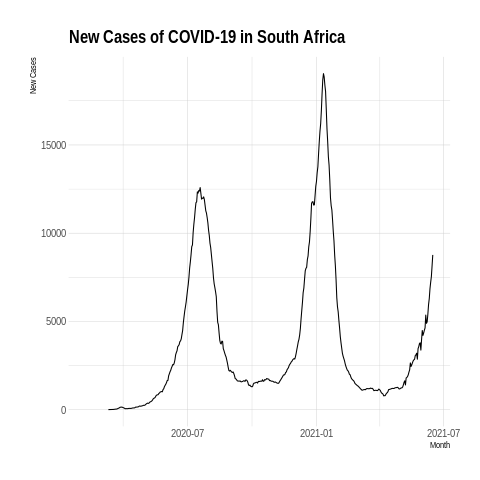 New Cases of COVID-19 in South Africa
New Cases
15000
10000
5000
0
2020-07
2021-01
2021-07
Month